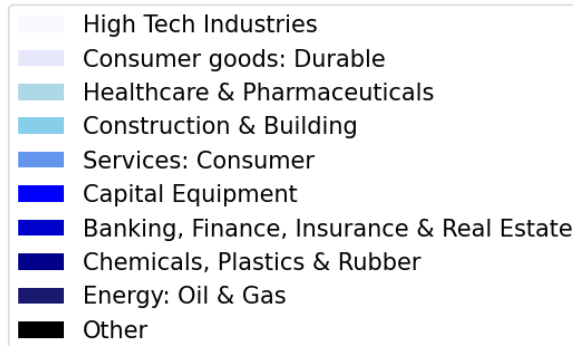 High Tech Industries
Consumer goods: Durable
Healthcare & Pharmaceuticals
Construction & Building
Services: Consumer
Capital Equipment
Banking, Finance, Insurance & Real Estate
Chemicals, Plastics & Rubber
Energy: Oil & Gas
Other